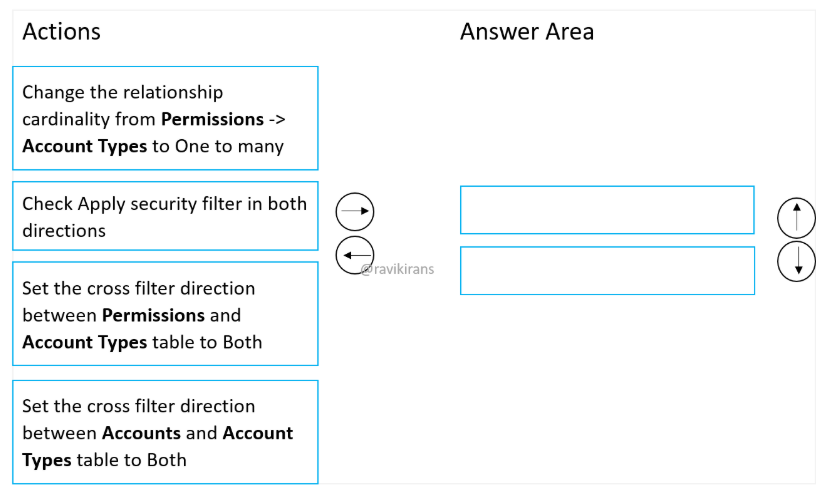 Actions
Answer Area
Change the relationship
cardinality from Permissions ->
Account Types to One to many
Check Apply security filter in both
directions
@ravikirans
Set the cross filter direction
between Permissions and
Account Types table to Both
Set the cross filter direction
between Accounts and Account
Types table to Both